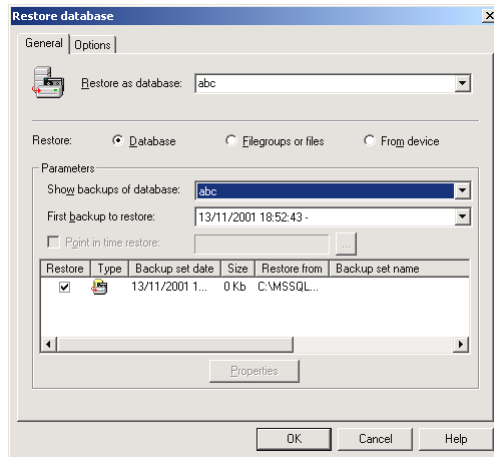 Restore database
General Options
Restore as database: abc
Restore: Database Filegroups or files From device
Parameters
Show backups of database: abc
First backup to restore: 13/11/2001 18:52:43 -
Point in time restore: ...
Restore Type Backup set date Size Restore from Backup set name
13/11/2001 1... 0 Kb C:\MSSQL...
Properties
OK Cancel Help